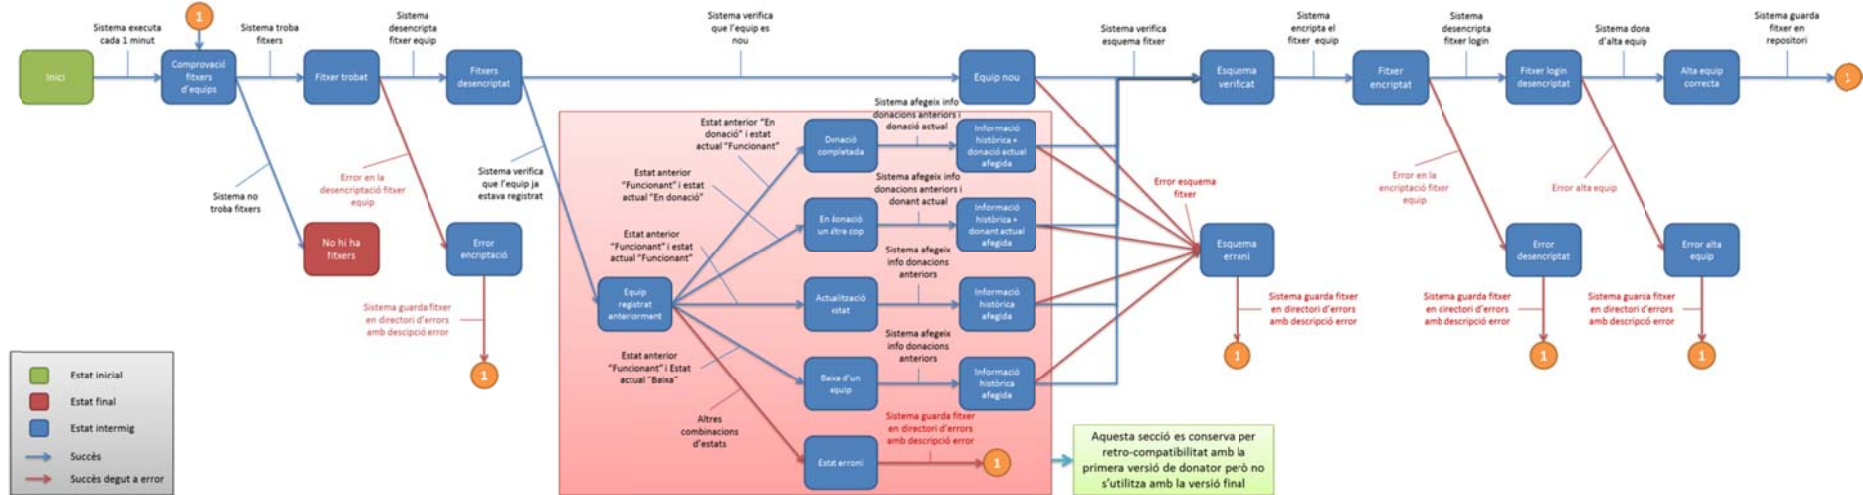 1
Sistema executa
cada 1 minut
Sistema troba
fitxers
Sistema
desencripta
fitxer equip
Sistema verifica
que l'equip es
nou
Sistema verifica
esquema fitxer
Sistema
encripta el
fitxer equip
Sistema
desencripta
fitxer login
Sistema dona
d'alta equip
Sistema guarda
fitxer en
repositori
Inici
Comprovació
fitxers
d'equips
Fitxer trobat
Fitxers
desencriptat
Equip nou
Esquema
verificat
Fitxer
encriptat
Fitxer login
desencriptat
Alta equip
correcta
1
Sistema no
troba fitxers
Error en la
desencriptació fitxer
equip
Sistema verifica
que l'equip ja
estava registrat
No hi ha
fitxers
Error
encriptació
Sistema guarda fitxer
en directori d'errors
amb descipció error
1
Estat anterior "En
donació" i estat
actual "Funcionant"
Donació
completada
Sistema afegeix info
donacions anteriors i
donació actual
Informació
històrica +
donació actual
afegida
Estat anterior
"Funcionant" i estat
actual "En donació"
En donació
un altre cop
Sistema afegeix info
donacions anteriors i
donant actual
Informació
històrica +
donant actual
afegida
Estat anterior
"Funcionant" i estat
actual "Funcionant"
Equip
registrat
anteriorment
Actualització
estat
Sistema afegeix
info donacions
anteriors
Informació
històrica
afegida
Estat anterior
"Funcionant" i Estat
actual "Baixa"
Baixa d'un
equip
Sistema afegeix
info donacions
anteriors
Informació
històrica
afegida
Altres
combinacions
d'estats
Estat erroni
Sistema guarda fitxer
en directori d'errors
amb descripció error
1
Error esquema
fitxer
Esquema
erroni
Sistema guarda fitxer
en directori d'errors
amb descripció error
1
Error en la
encriptació fitxer
equip
Error
desencriptat
Sistema guarda fitxer
en directori d'errors
amb descripció error
1
Error alta equip
Error alta
equip
Sistema guarda fitxer
en directori d'errors
amb descripció error
1
Aquesta secció es conserva per
retro-compatibilitat amb la
primera versió de donator però no
s'utilitza amb la versió final
Estat inicial
Estat final
Estat intermig
Succès
Succès degut a error